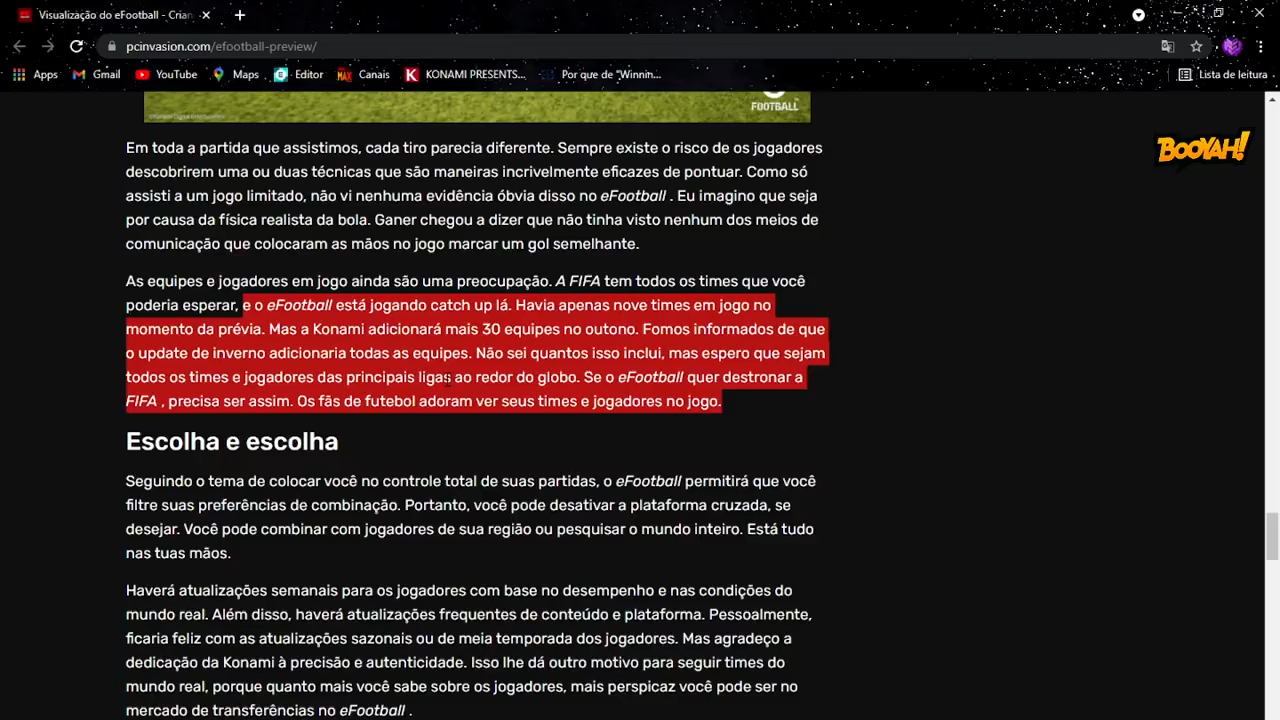 Visualização do eFootball - Crian
pcinvasion.com/efootball-preview/
Apps Gmail YouTube Maps Editor Canais KONAMI PRESENTS... Por que de "Winnin... Lista de leitura
FOOTBALL
BOOYAH!
Em toda a partida que assistimos, cada tiro parecia diferente. Sempre existe o risco de os jogadores
descobrirem uma ou duas técnicas que são maneiras incrivelmente eficazes de pontuar. Como só
assisti a um jogo limitado, não vi nenhuma evidência óbvia disso no eFootball . Eu imagino que seja
por causa da física realista da bola. Ganer chegou a dizer que não tinha visto nenhum dos meios de
comunicação que colocaram as mãos no jogo marcar um gol semelhante.
As equipes e jogadores em jogo ainda são uma preocupação. A FIFA tem todos os times que você
poderia esperar, e o eFootball está jogando catch up lá. Havia apenas nove times em jogo no
momento da prévia. Mas a Konami adicionará mais 30 equipes no outono. Fomos informados de que
o update de inverno adicionaria todas as equipes. Não sei quantos isso inclui, mas espero que sejam
todos os times e jogadores das principais ligas ao redor do globo. Se o eFootball quer destronar a
FIFA , precisa ser assim. Os fãs de futebol adoram ver seus times e jogadores no jogo.
Escolha e escolha
Seguindo o tema de colocar você no controle total de suas partidas, o eFootball permitirá que você
filtre suas preferências de combinação. Portanto, você pode desativar a plataforma cruzada, se
desejar. Você pode combinar com jogadores de sua região ou pesquisar o mundo inteiro. Está tudo
nas tuas mãos.
Haverá atualizações semanais para os jogadores com base no desempenho e nas condições do
mundo real. Além disso, haverá atualizações frequentes de conteúdo e plataforma. Pessoalmente,
ficaria feliz com as atualizações sazonais ou de meia temporada dos jogadores. Mas agradeço a
dedicação da Konami à precisão e autenticidade. Isso lhe dá outro motivo para seguir times do
mundo real, porque quanto mais você sabe sobre os jogadores, mais perspicaz você pode ser no
mercado de transferências no eFootball .